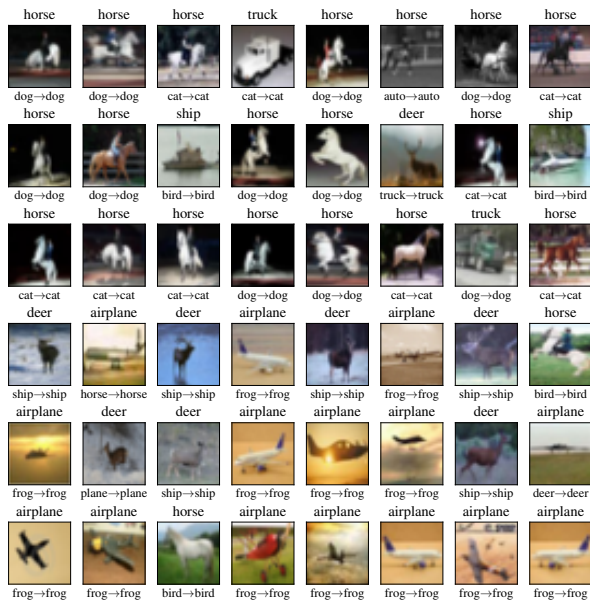 horse horse horse truck horse horse horse horse
dog→dog dog→dog cat→cat cat→cat dog→dog auto→auto dog→dog cat→cat
horse horse ship horse horse deer horse ship
dog→dog dog→dog bird→bird dog→dog dog→dog truck→truck cat→cat bird→bird
horse horse horse horse horse horse truck horse
cat→cat cat→cat cat→cat dog→dog dog→dog cat→cat dog→dog cat→cat
deer airplane deer airplane deer airplane deer horse
ship→ship horse→horse ship→ship frog→frog ship→ship frog→frog ship→ship bird→bird
airplane deer deer airplane airplane airplane deer airplane
frog→frog plane→plane ship→ship frog→frog frog→frog frog→frog ship→ship deer→deer
airplane airplane horse airplane airplane airplane airplane airplane
frog→frog frog→frog bird→bird frog→frog frog→frog frog→frog frog→frog frog→frog